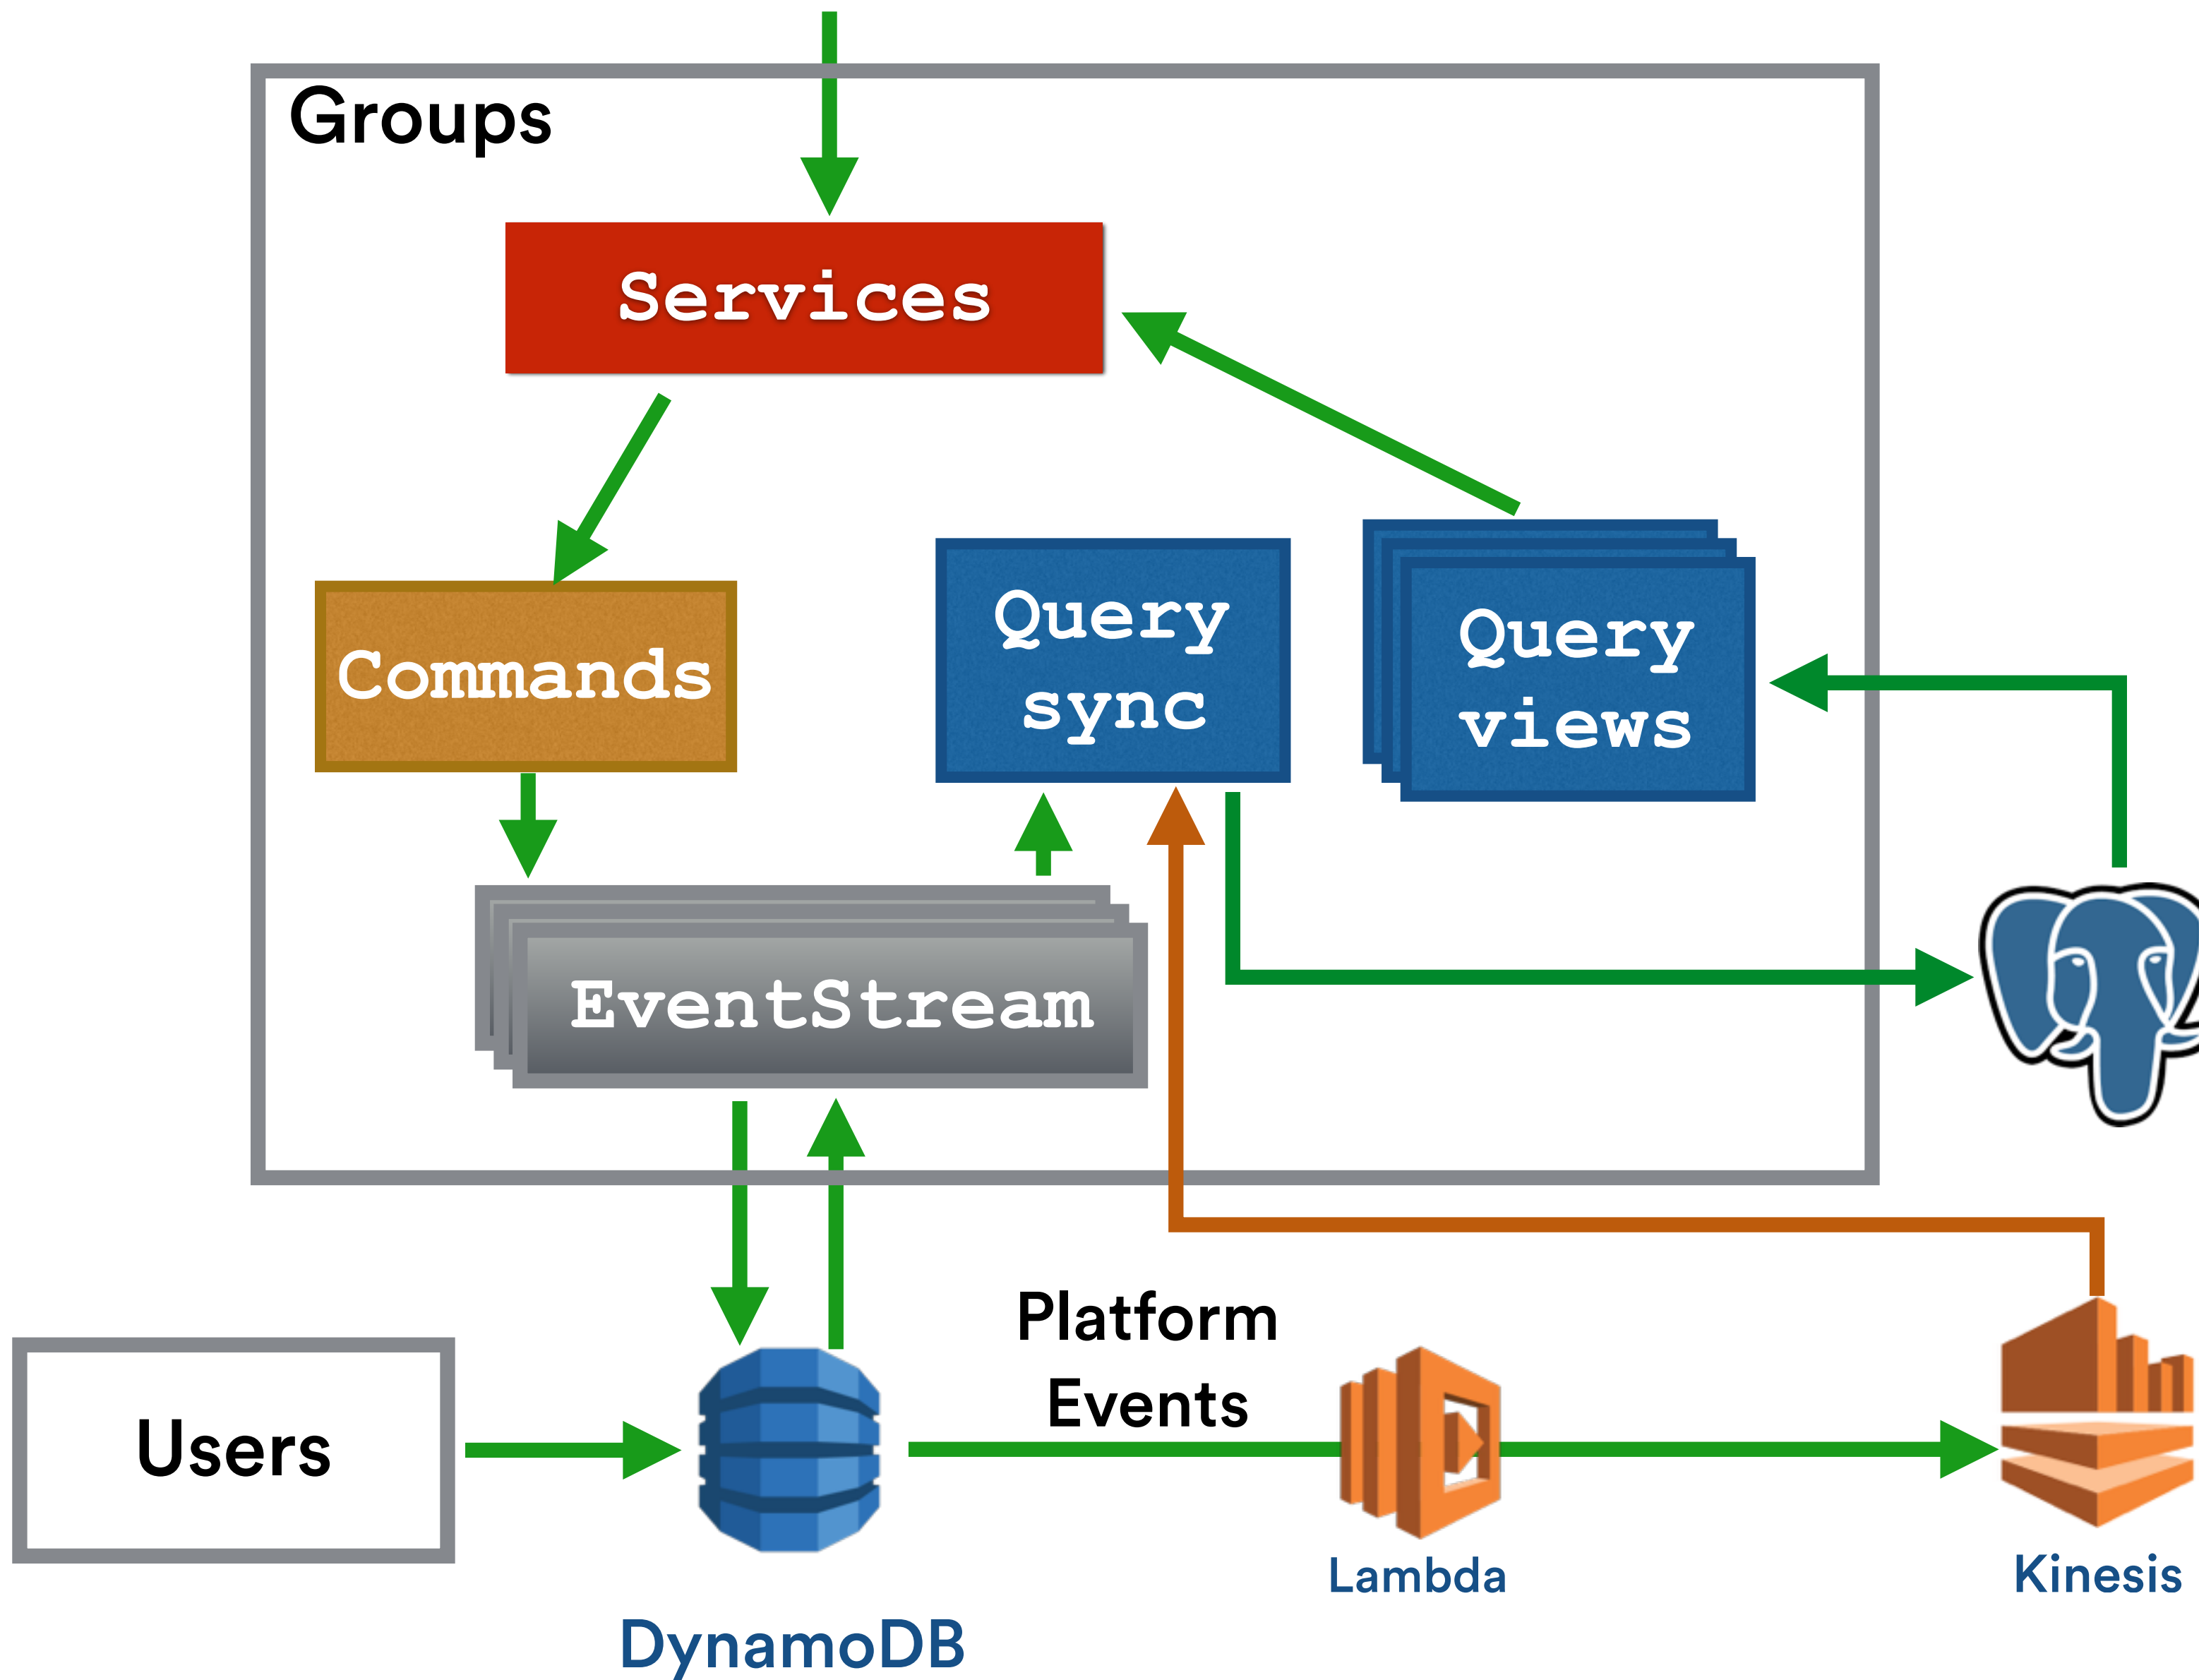 Groups
Services
Commands
Query
sync
Query
views
EventStream
Platform
Events
Users
Lambda
Kinesis
DynamoDB